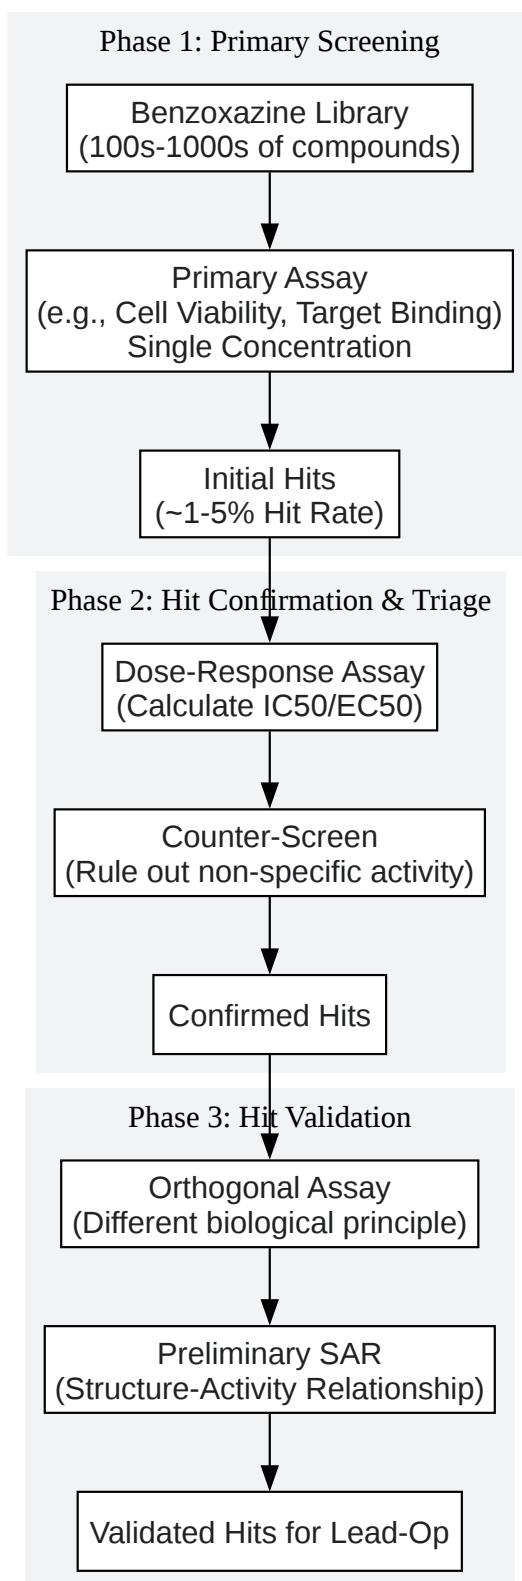 Phase 1: Primary Screening
Benzoxazine Library
(100s-1000s of compounds)
Primary Assay
(e.g., Cell Viability, Target Binding)
Single Concentration
Initial Hits
(~1-5% Hit Rate)
Phase 2: Hit Confirmation & Triage
Dose-Response Assay
(Calculate IC50/EC50)
Counter-Screen
(Rule out non-specific activity)
Confirmed Hits
Phase 3: Hit Validation
Orthogonal Assay
(Different biological principle)
Preliminary SAR
(Structure-Activity Relationship)
Validated Hits for Lead-Op